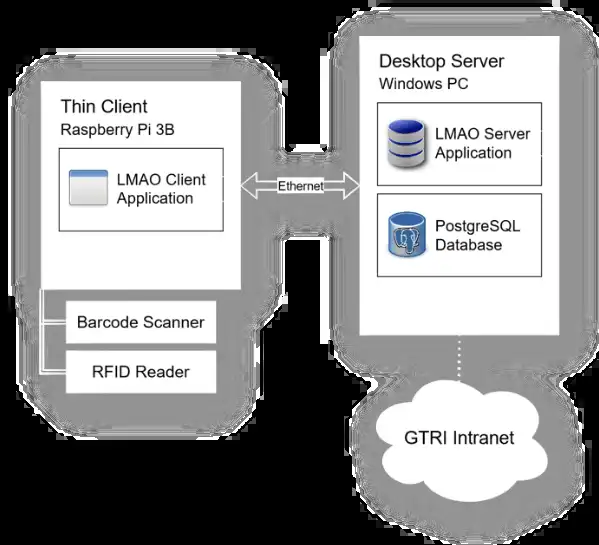 Thin Client
Raspberry Pi 3B
LMAO Client
Application
Barcode Scanner
RFID Reader
Ethernet
Desktop Server
Windows PC
LMAO Server
Application
PostgreSQL
Database
GTRI Intranet